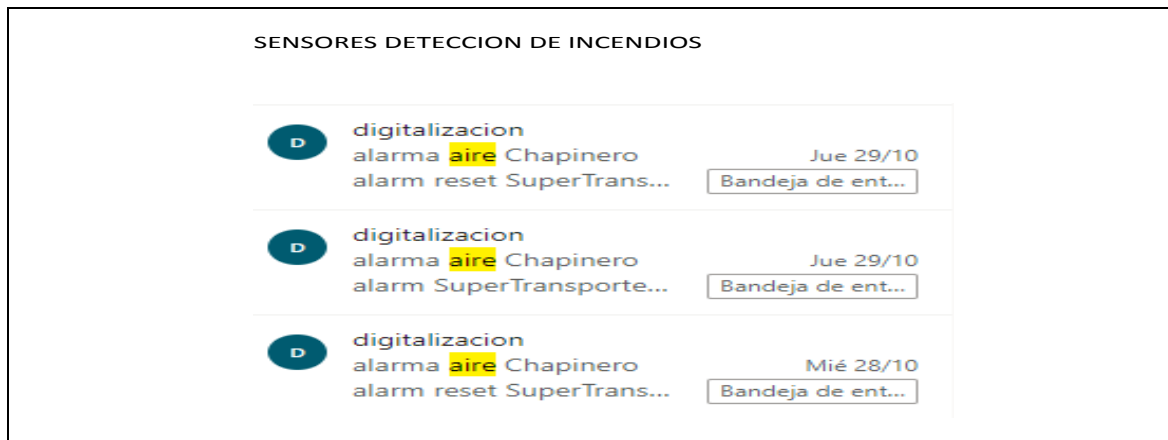 SENSORES DETECCION DE INCENDIOS
D
digitalizacion
alarma aire Chapinero
Jue 29/10
alarm reset SuperTrans...
Bandeja de ent...
D
digitalizacion
alarma aire Chapinero
Jue 29/10
alarm SuperTransporte...
Bandeja de ent...
D
digitalizacion
alarma aire Chapinero
Mié 28/10
alarm reset SuperTrans...
Bandeja de ent...